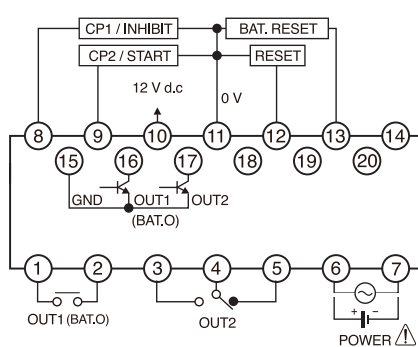 CP1 / INHIBIT BAT. RESET
CP2 / START RESET
12 V d.c
0 V
8 9 10 11 12 13 14
15 16 17 18 19 20
GND OUT1 OUT2
(BAT.O)
1 2 3 4 5 6 7
+ −
OUT1 (BAT.O) OUT2
POWER ⚠